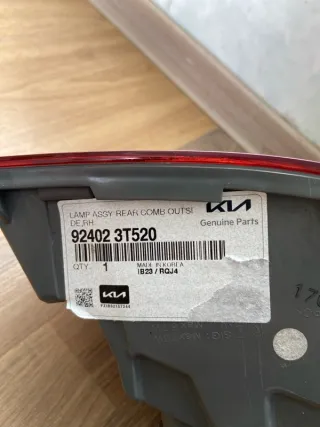 LAMP ASSY REAR COMB OUTSI
DE,RH
KIA
Genuine Parts
92402 3T520
QTY 1
MADE IN KOREA
IB23 / RQJ4
KIA
170